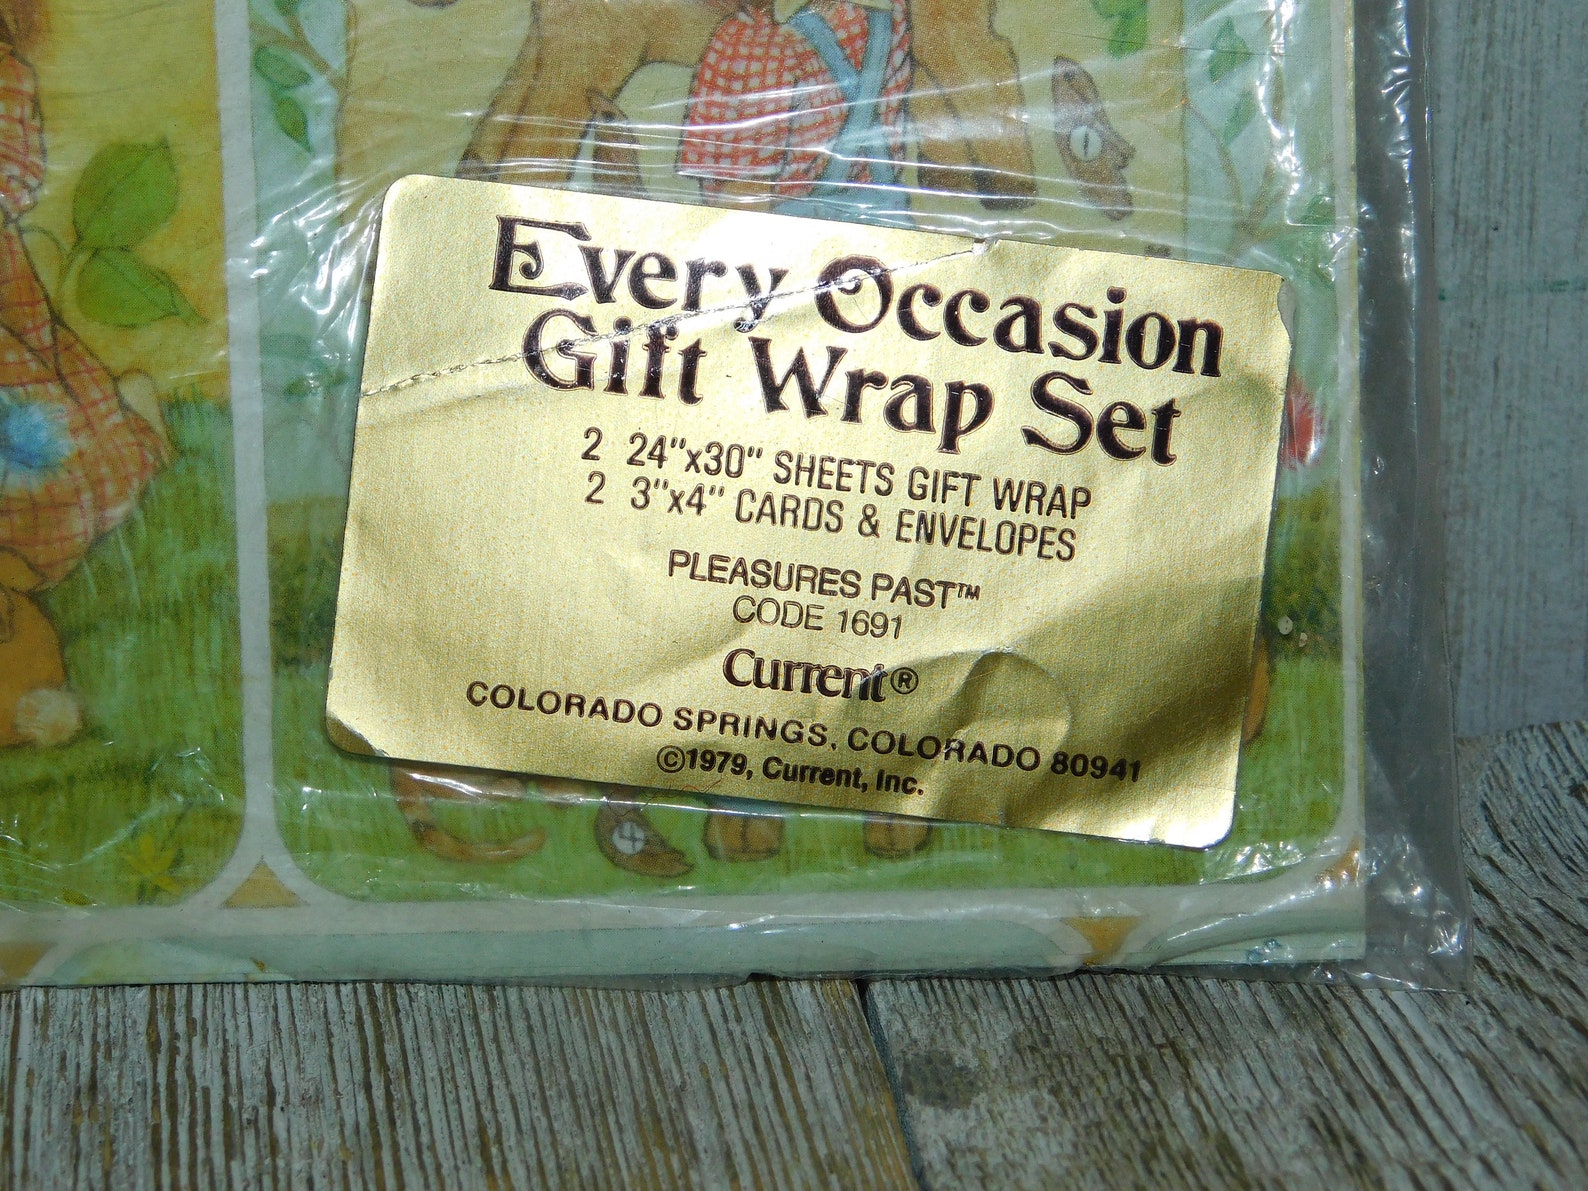 Every Occasion
Gift Wrap Set
2 24"x30" SHEETS GIFT WRAP
2 3"x4" CARDS & ENVELOPES
PLEASURES PAST™
CODE 1691
Current®
COLORADO SPRINGS, COLORADO 80941
©1979, Current, Inc.